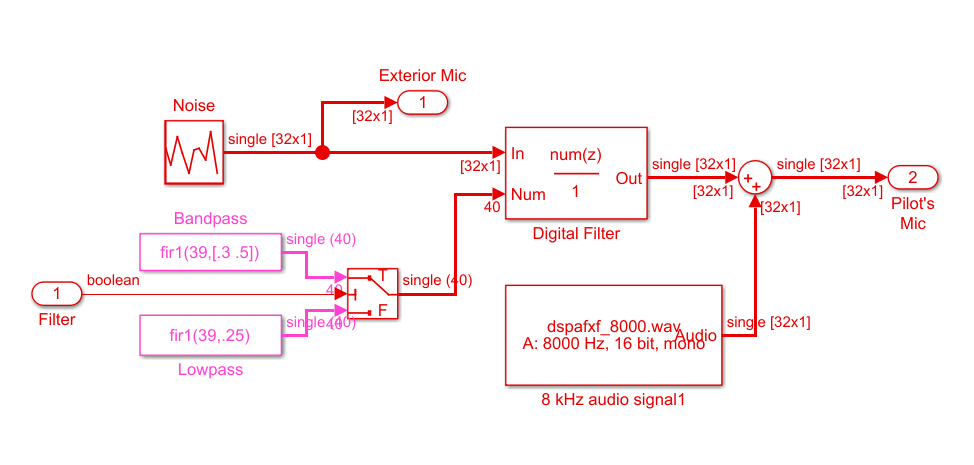 Exterior Mic
1
[32x1]
Noise
single [32x1]
[32x1]
In
num(z)
1
Out
Num
40
Digital Filter
single [32x1]
[32x1]
single [32x1]
[32x1]
2
Pilot's
Mic
[32x1]
Bandpass
fir1(39,[.3 .5])
single (40)
40
T
F
single (40)
boolean
1
Filter
fir1(39,.25)
single (40)
40
Lowpass
dspafxf_8000.wav
A: 8000 Hz, 16 bit, mono
Audio
single [32x1]
8 kHz audio signal1